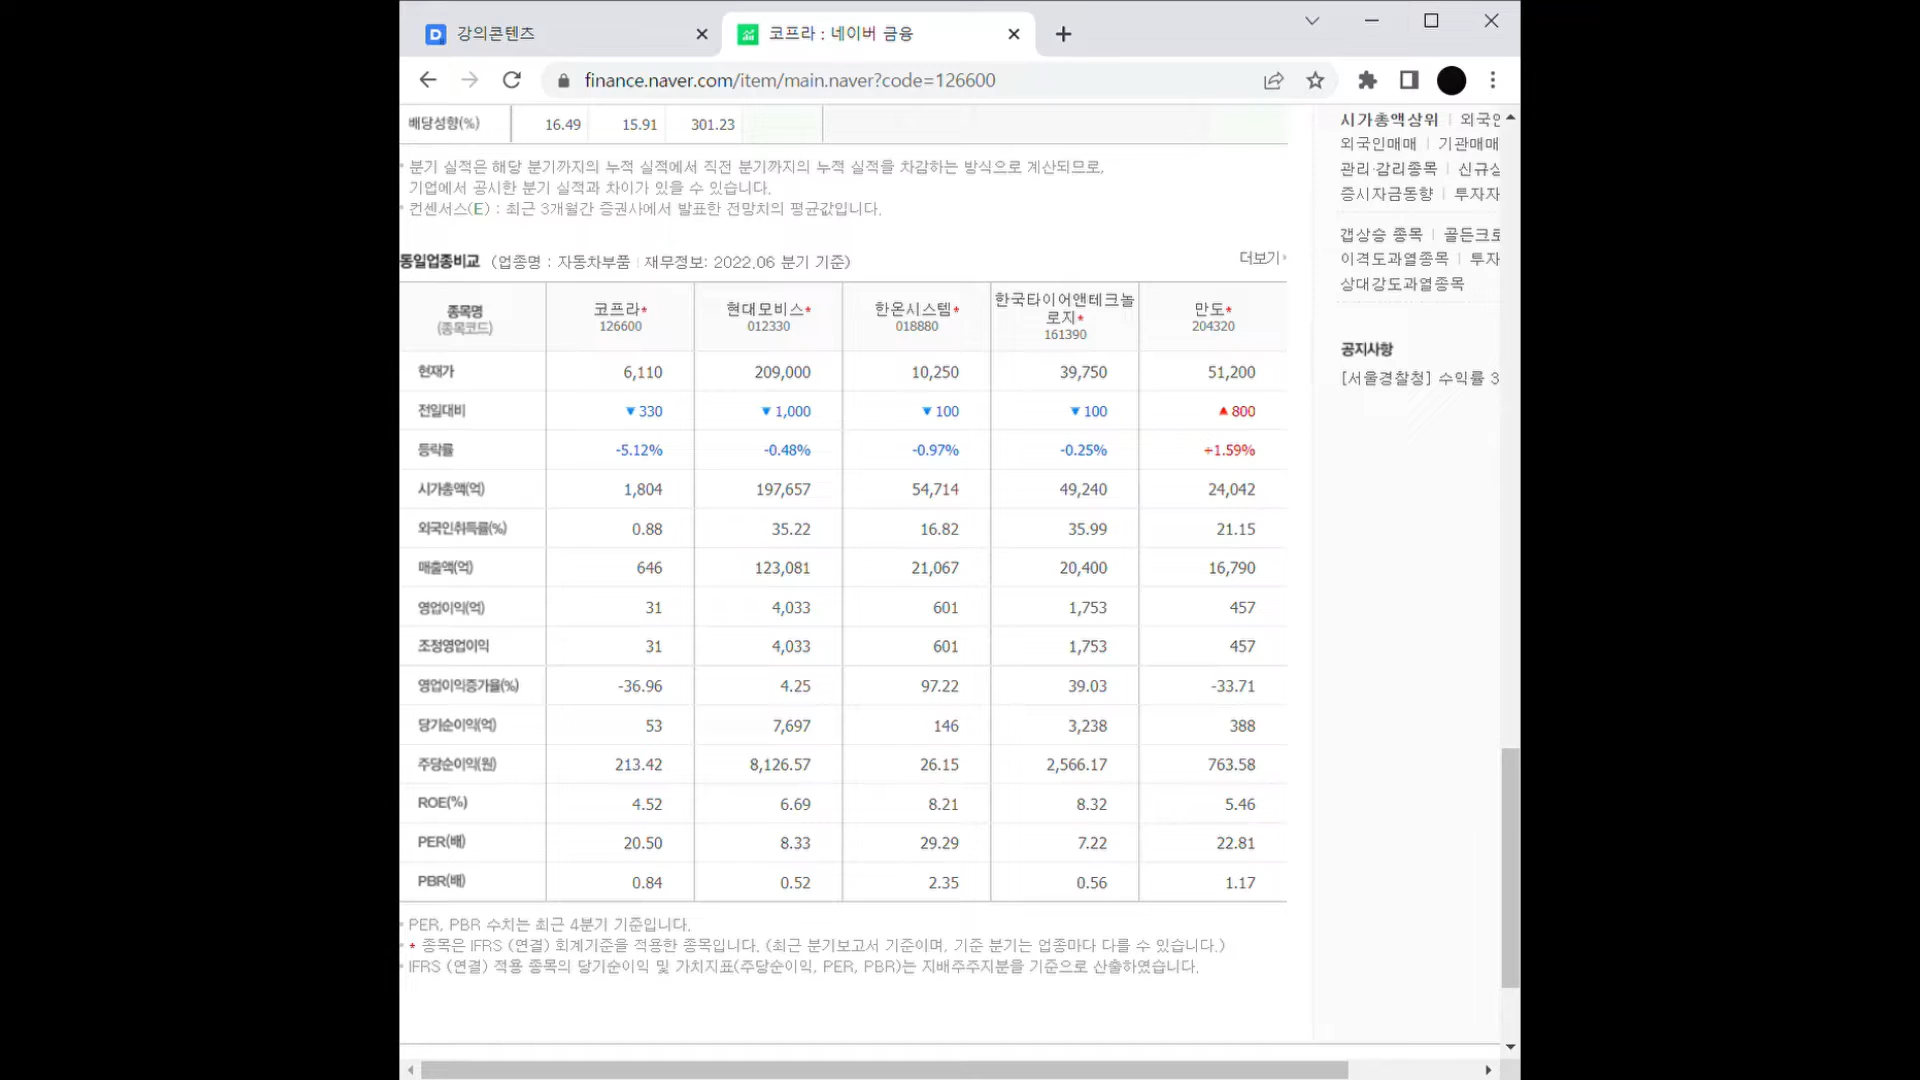 강의콘텐츠
코프라 : 네이버 금융
finance.naver.com/item/main.naver?code=126600
배당성향(%) 16.49 15.91 301.23
분기 실적은 해당 분기까지의 누적 실적에서 직전 분기까지의 누적 실적을 차감하는 방식으로 계산되므로,
기업에서 공시한 분기 실적과 차이가 있을 수 있습니다.
컨센서스(E) : 최근 3개월간 증권사에서 발표한 전망치의 평균값입니다.
동일업종비교 (업종명 : 자동차부품 | 재무정보: 2022.06 분기 기준) 더보기
종목명 (종목코드) 코프라* 126600 현대모비스* 012330 한온시스템* 018880 한국타이어앤테크놀로지* 161390 만도* 204320
현재가 6,110 209,000 10,250 39,750 51,200
전일대비 ▼330 ▼1,000 ▼100 ▼100 ▲800
등락률 -5.12% -0.48% -0.97% -0.25% +1.59%
시가총액(억) 1,804 197,657 54,714 49,240 24,042
외국인취득률(%) 0.88 35.22 16.82 35.99 21.15
매출액(억) 646 123,081 21,067 20,400 16,790
영업이익(억) 31 4,033 601 1,753 457
조정영업이익 31 4,033 601 1,753 457
영업이익증가율(%) -36.96 4.25 97.22 39.03 -33.71
당기순이익(억) 53 7,697 146 3,238 388
주당순이익(원) 213.42 8,126.57 26.15 2,566.17 763.58
ROE(%) 4.52 6.69 8.21 8.32 5.46
PER(배) 20.50 8.33 29.29 7.22 22.81
PBR(배) 0.84 0.52 2.35 0.56 1.17
PER, PBR 수치는 최근 4분기 기준입니다.
* 종목은 IFRS (연결) 회계기준을 적용한 종목입니다. (최근 분기보고서 기준이며, 기준 분기는 업종마다 다를 수 있습니다.)
IFRS (연결) 적용 종목의 당기순이익 및 가치지표(주당순이익, PER, PBR)는 지배주주지분을 기준으로 산출하였습니다.
시가총액상위 | 외국인
외국인매매 | 기관매매
관리·감리종목 | 신규상
증시자금동향 | 투자자
갭상승 종목 | 골든크로
이격도과열종목 | 투자
상대강도과열종목
공지사항
[서울경찰청] 수익률 3